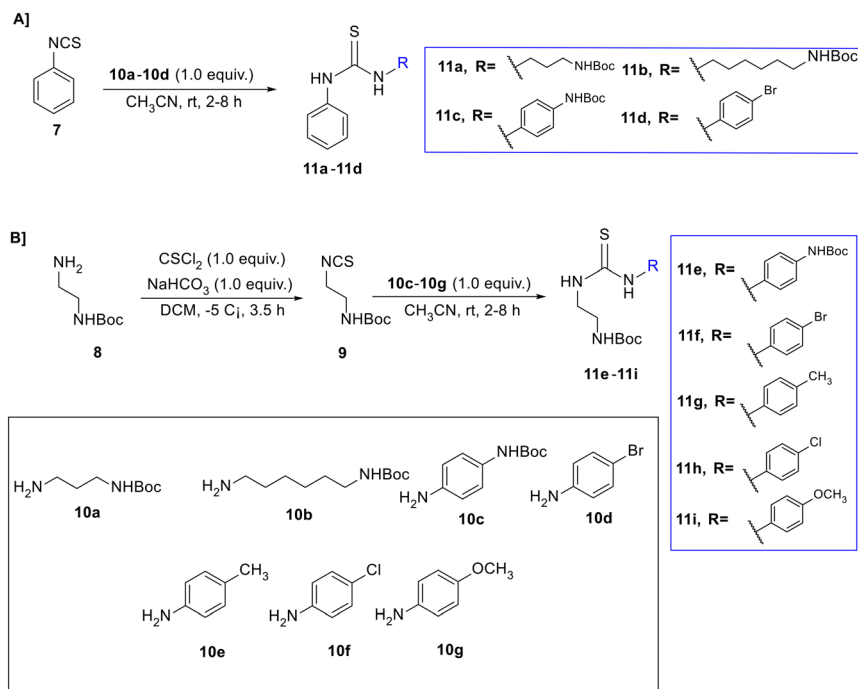 A]
NCS
7
10a-10d (1.0 equiv.)
CH3CN, rt, 2-8 h
S
NH
N
H
R
11a-11d
11a, R=
NHBoc
11b, R=
NHBoc
11c, R=
NHBoc
11d, R=
Br
B]
NH2
NHBoc
8
CSCl2 (1.0 equiv.)
NaHCO3 (1.0 equiv.)
DCM, -5 C¡, 3.5 h
NCS
NHBoc
9
10c-10g (1.0 equiv.)
CH3CN, rt, 2-8 h
S
NH
N
H
R
NHBoc
11e-11i
11e, R=
NHBoc
11f, R=
Br
11g, R=
CH3
11h, R=
Cl
11i, R=
OCH3
H2N
NHBoc
10a
H2N
NHBoc
10b
NHBoc
H2N
10c
Br
H2N
10d
CH3
H2N
10e
Cl
H2N
10f
OCH3
H2N
10g